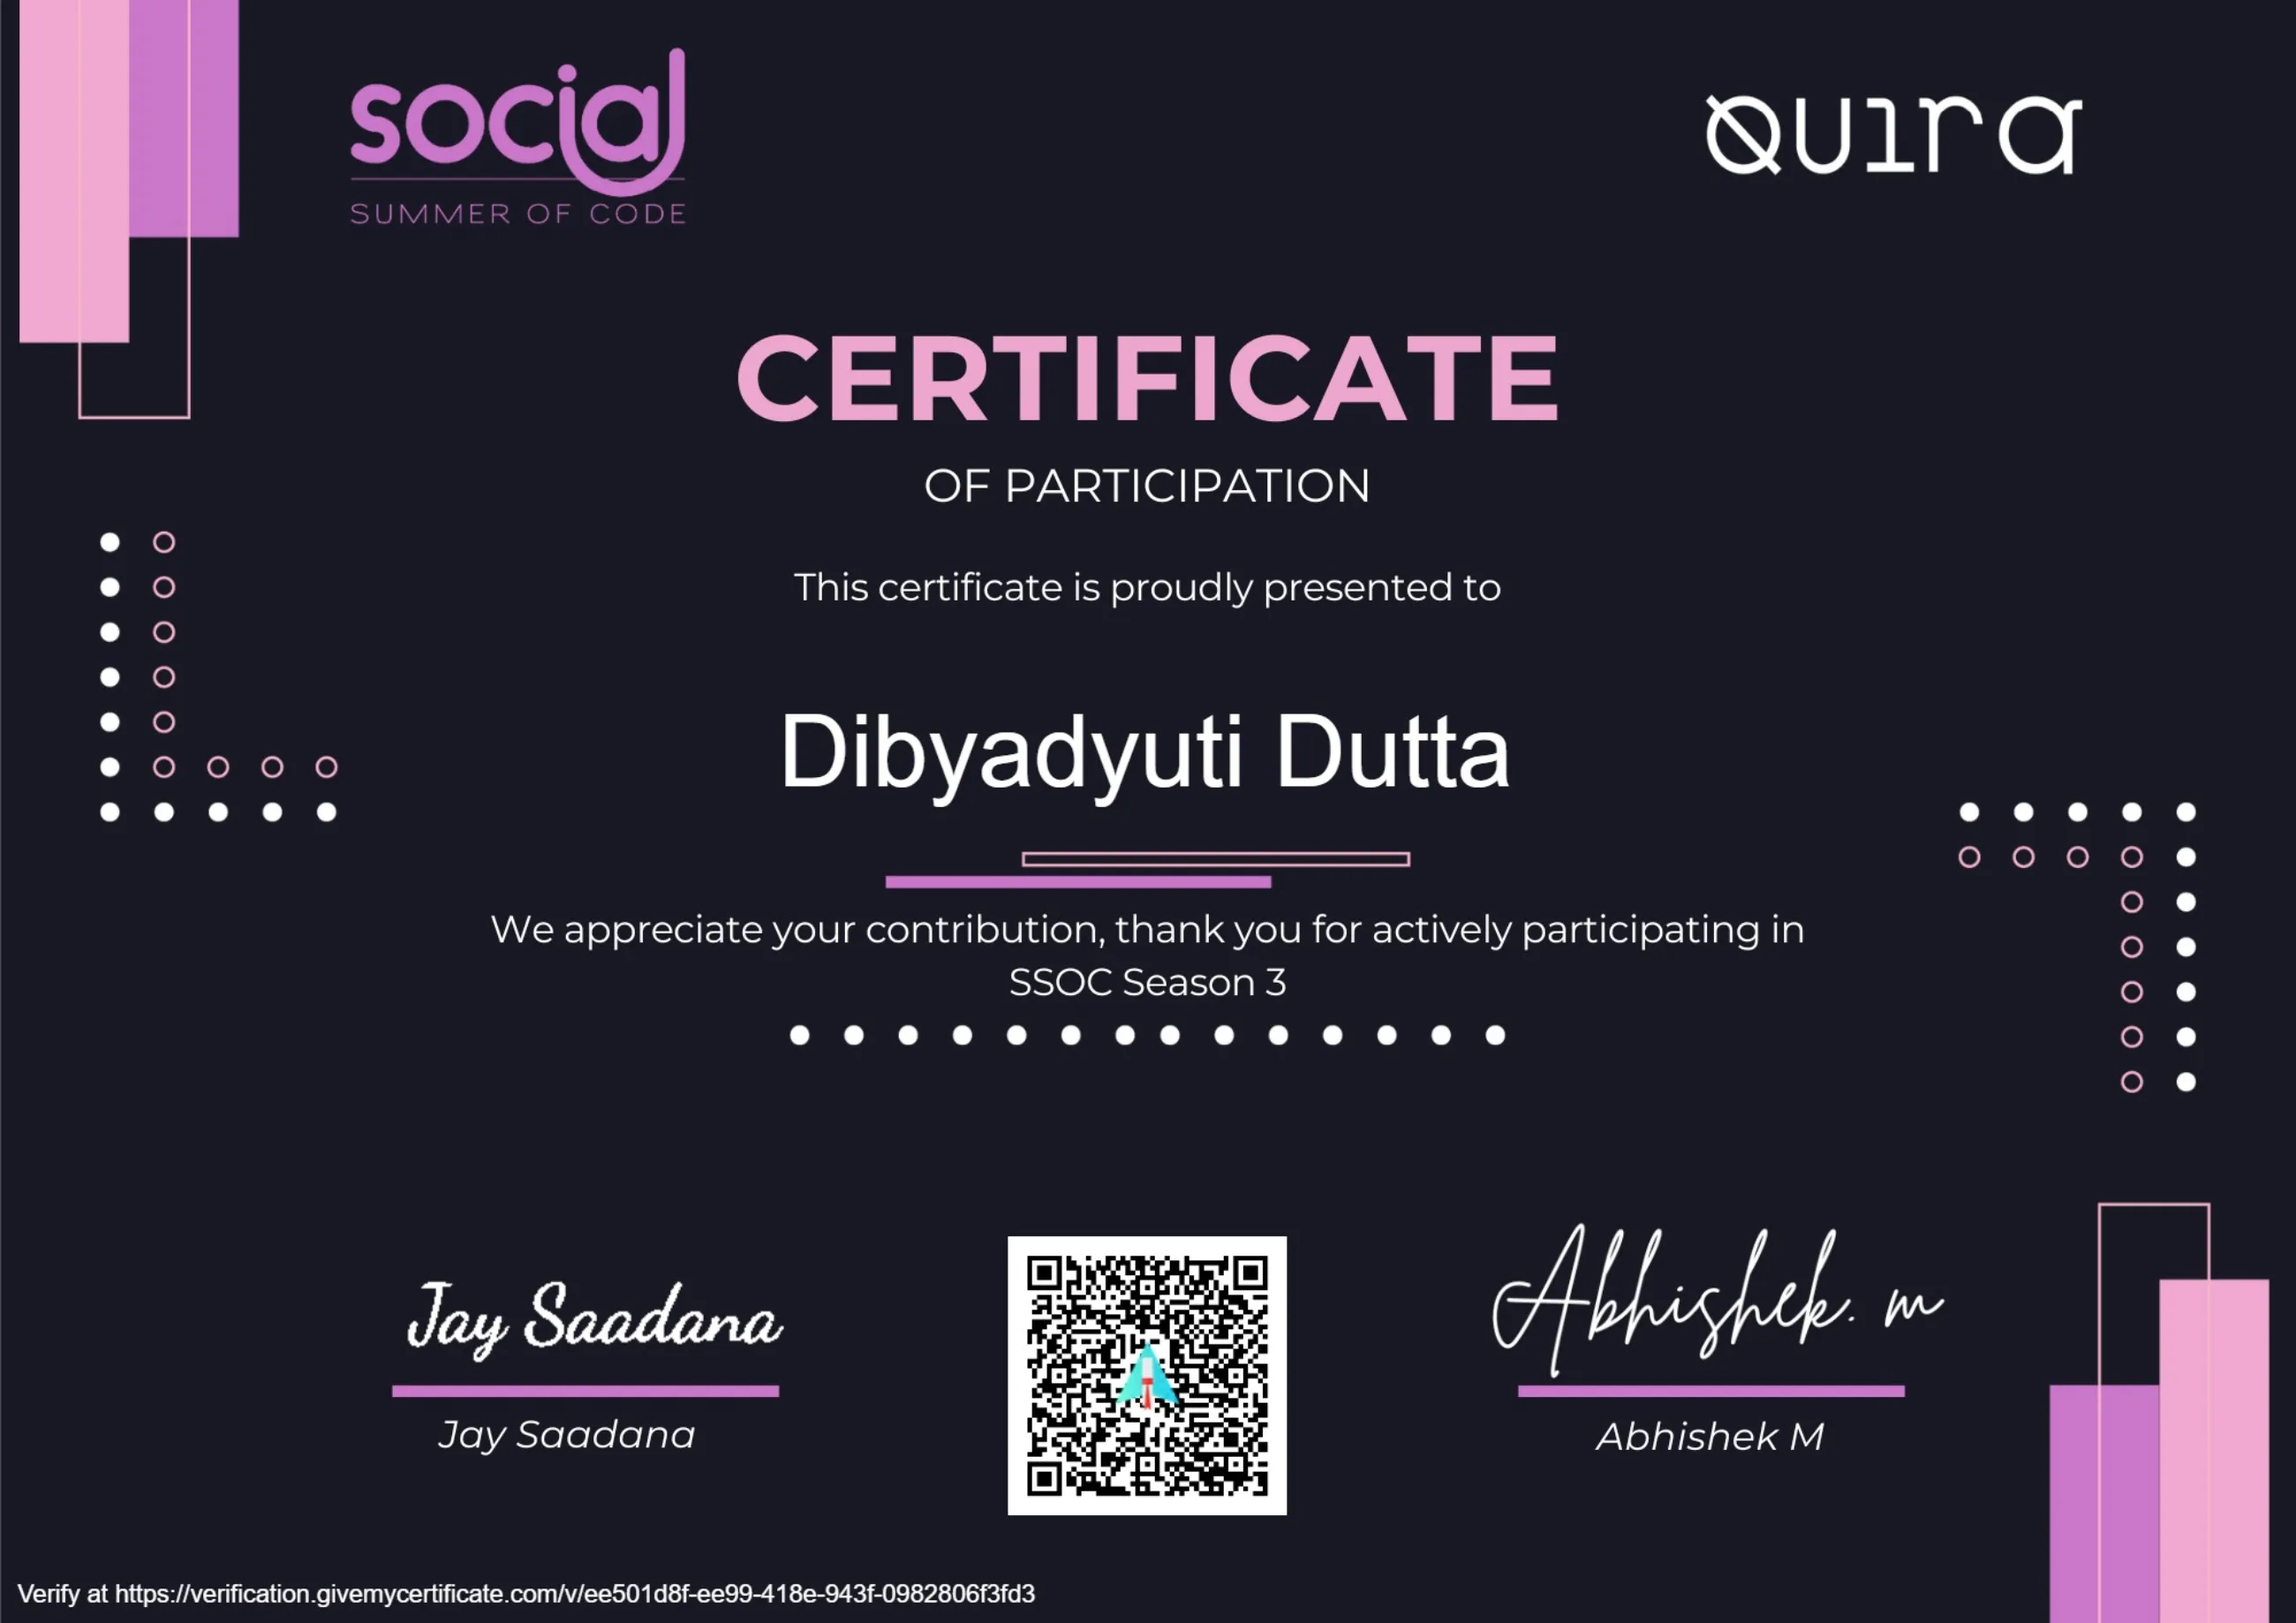 social
SUMMER OF CODE
Quira
CERTIFICATE
OF PARTICIPATION
This certificate is proudly presented to
Dibyadyuti Dutta
We appreciate your contribution, thank you for actively participating in
SSOC Season 3
Jay Saadana
Abhishek. m
Jay Saadana
Abhishek M
Verify at https://verification.givemycertificate.com/v/ee501d8f-ee99-418e-943f-0982806f3fd3